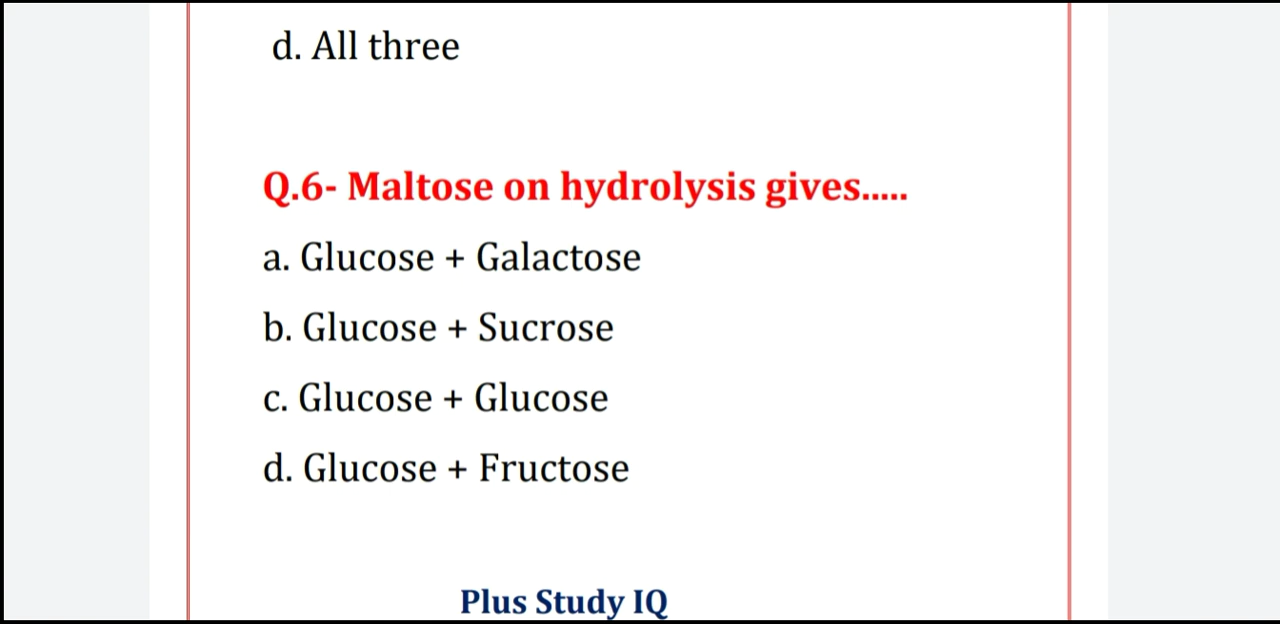 d. All three
Q.6- Maltose on hydrolysis gives.....
a. Glucose + Galactose
b. Glucose + Sucrose
c. Glucose + Glucose
d. Glucose + Fructose
Plus Study IQ